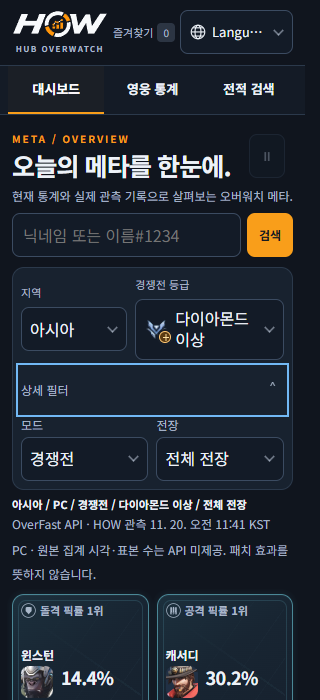 HOW
HUB OVERWATCH
즐겨찾기 0
Langu…
대시보드 영웅 통계 전적 검색
META / OVERVIEW
오늘의 메타를 한눈에.
현재 통계와 실제 관측 기록으로 살펴보는 오버워치 메타.
닉네임 또는 이름#1234 검색
지역 경쟁전 등급
아시아 다이아몬드
이상
상세 필터
모드 전장
경쟁전 전체 전장
아시아 / PC / 경쟁전 / 다이아몬드 이상 / 전체 전장
OverFast API · HOW 관측 11. 20. 오전 11:41 KST
PC · 원본 집계 시각·표본 수는 API 미제공. 패치 효과를
뜻하지 않습니다.
돌격 픽률 1위 공격 픽률 1위
윈스턴 캐서디
14.4% 30.2%